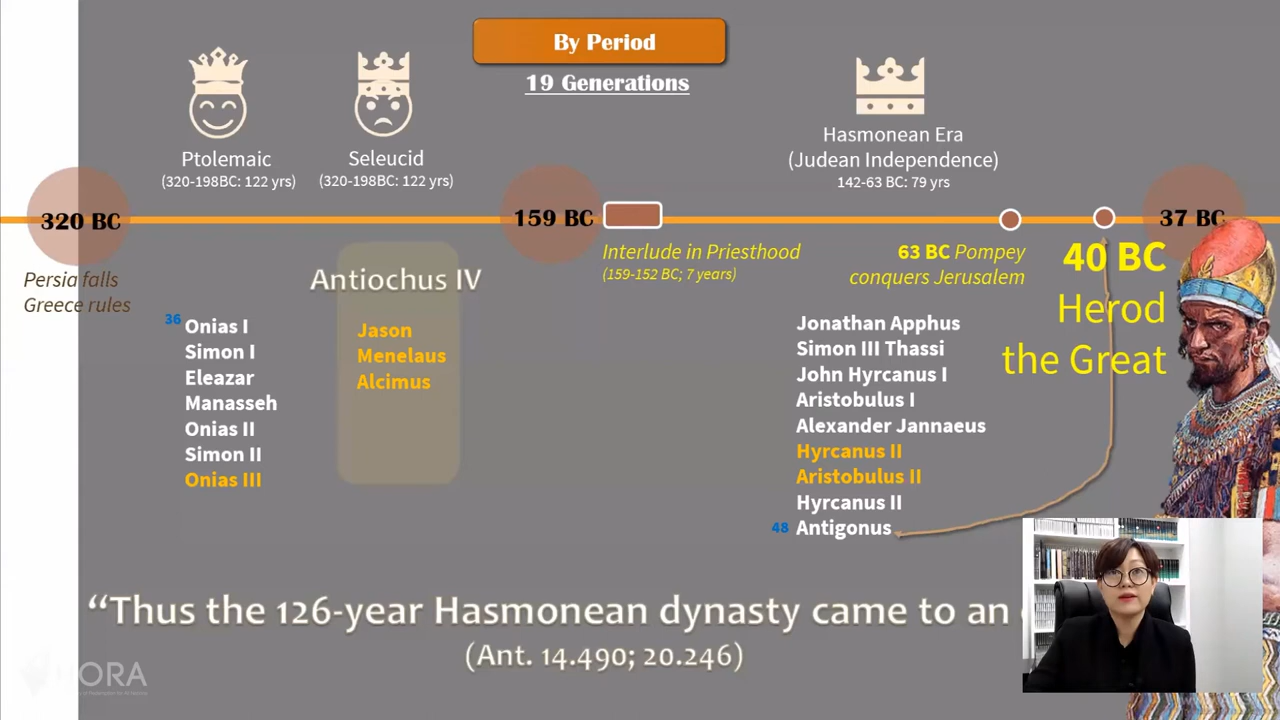 By Period
19 Generations
Ptolemaic
(320-198BC: 122 yrs)
Seleucid
(320-198BC: 122 yrs)
Hasmonean Era
(Judean Independence)
142-63 BC: 79 yrs
320 BC
159 BC
37 BC
Persia falls
Greece rules
Antiochus IV
Interlude in Priesthood
(159-152 BC; 7 years)
63 BC Pompey
conquers Jerusalem
40 BC
Herod
the Great
36 Onias I
Simon I
Eleazar
Manasseh
Onias II
Simon II
Onias III
Jason
Menelaus
Alcimus
Jonathan Apphus
Simon III Thassi
John Hyrcanus I
Aristobulus I
Alexander Jannaeus
Hyrcanus II
Aristobulus II
Hyrcanus II
48 Antigonus
“Thus the 126-year Hasmonean dynasty came to an
(Ant. 14.490; 20.246)
HORA